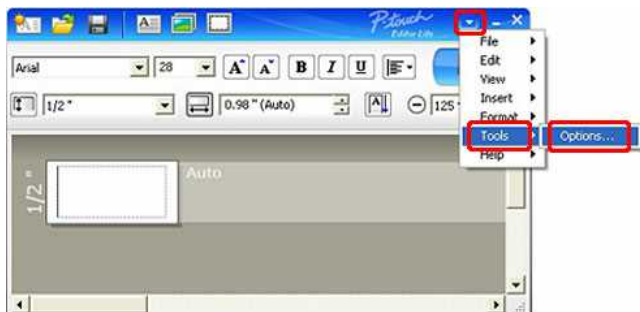 P-touch
Editor Lite
File
Edit
View
Insert
Format
Tools
Options...
Help
Arial
28
A A B I U
1/2 "
0.98 " (Auto)
A
125
1/2 "
Auto